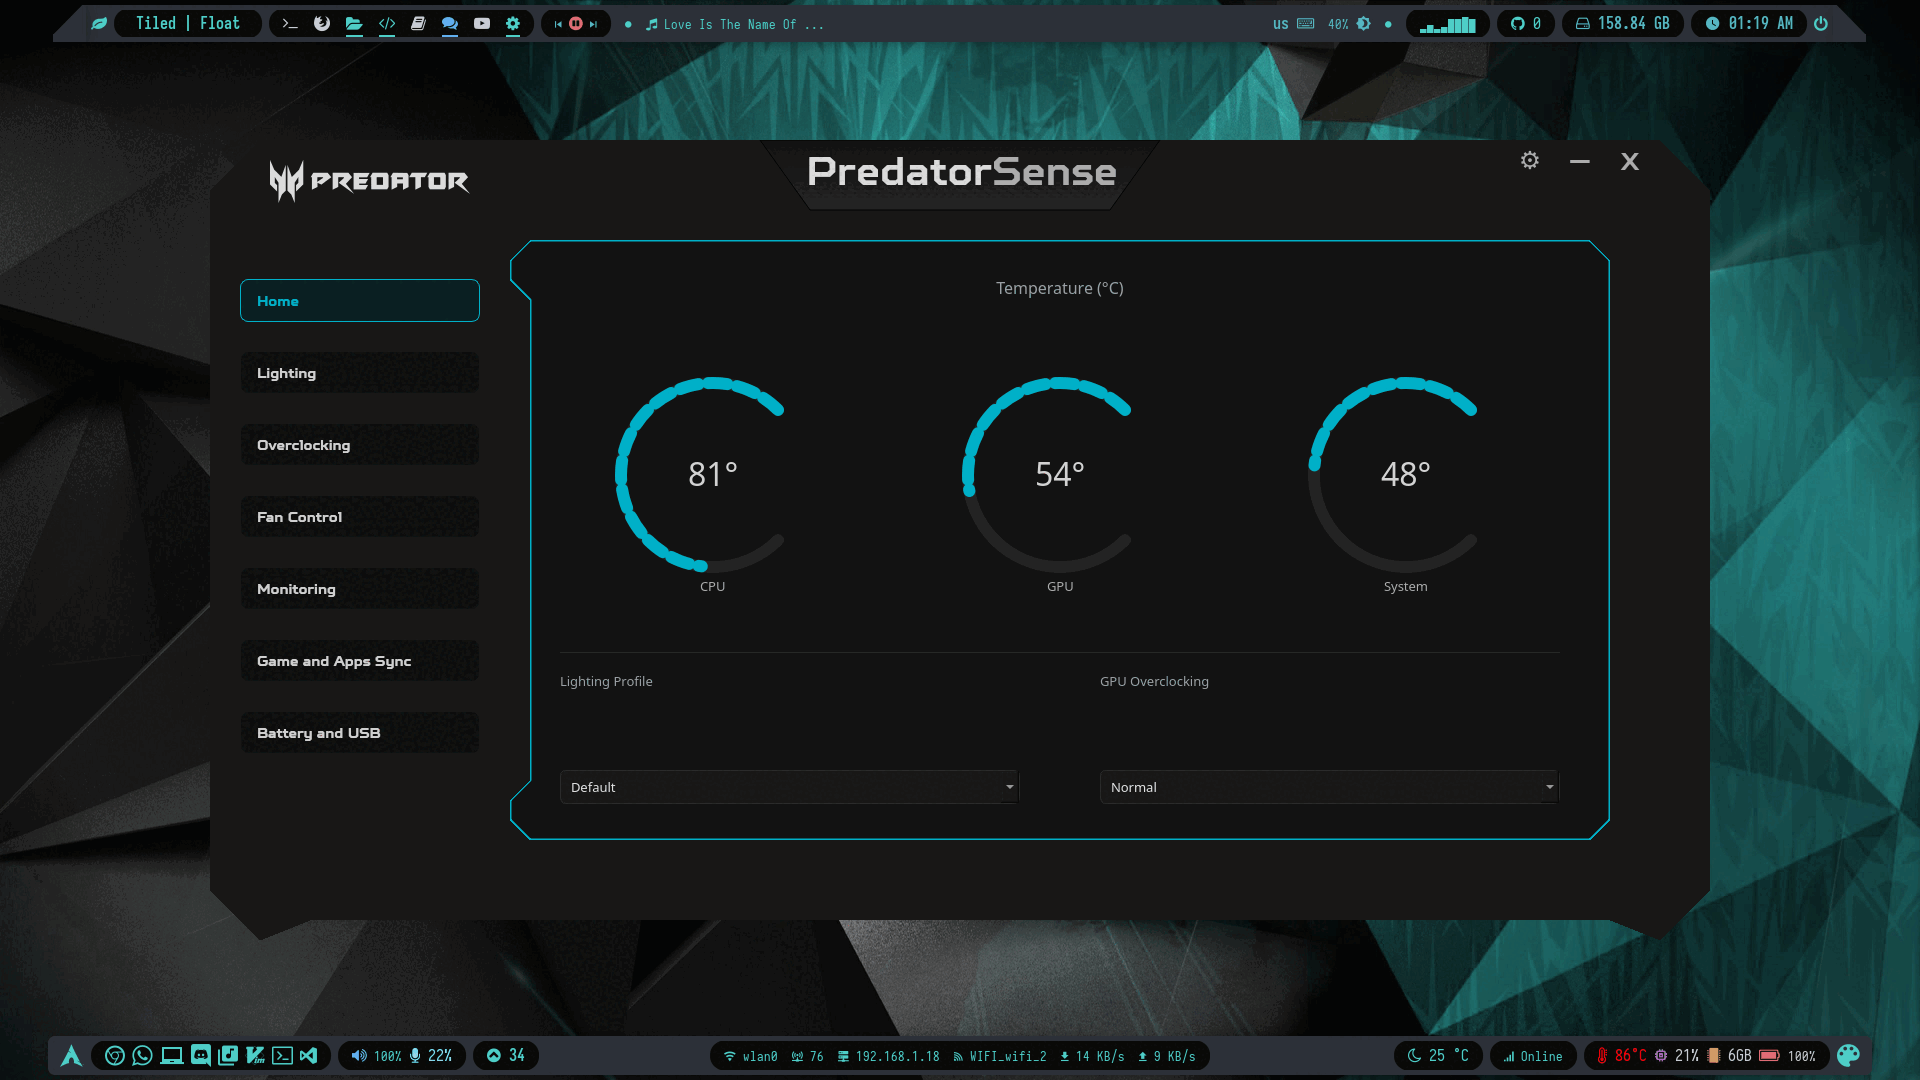 Tiled | Float
Love Is The Name Of ...
us
40%
0
158.84 GB
01:19 AM
PREDATOR
PredatorSense
X
Home
Lighting
Overclocking
Fan Control
Monitoring
Game and Apps Sync
Battery and USB
Temperature (°C)
81°
54°
48°
CPU
GPU
System
Lighting Profile
GPU Overclocking
Default
Normal
100%
22%
34
wlan0
76
192.168.1.18
WIFI_wifi_2
14 KB/s
9 KB/s
25 °C
Online
86°C
21%
6GB
100%